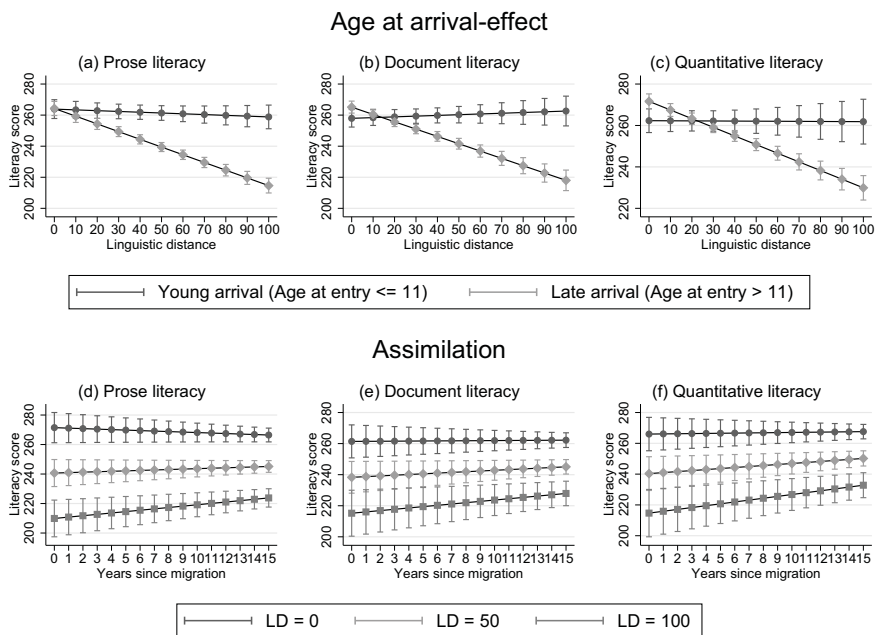 Age at arrival-effect
(a) Prose literacy
Literacy score
200 220 240 260 280
0 10 20 30 40 50 60 70 80 90 100
Linguistic distance
(b) Document literacy
Literacy score
200 220 240 260 280
0 10 20 30 40 50 60 70 80 90 100
Linguistic distance
(c) Quantitative literacy
Literacy score
220 240 260 280
0 10 20 30 40 50 60 70 80 90 100
Linguistic distance
Young arrival (Age at entry <= 11)
Late arrival (Age at entry > 11)
Assimilation
(d) Prose literacy
Literacy score
200 220 240 260 280
0 1 2 3 4 5 6 7 8 9 10 11 12 13 14 15
Years since migration
(e) Document literacy
Literacy score
200 220 240 260 280
0 1 2 3 4 5 6 7 8 9 10 11 12 13 14 15
Years since migration
(f) Quantitative literacy
Literacy score
200 220 240 260 280
0 1 2 3 4 5 6 7 8 9 10 11 12 13 14 15
Years since migration
LD = 0
LD = 50
LD = 100